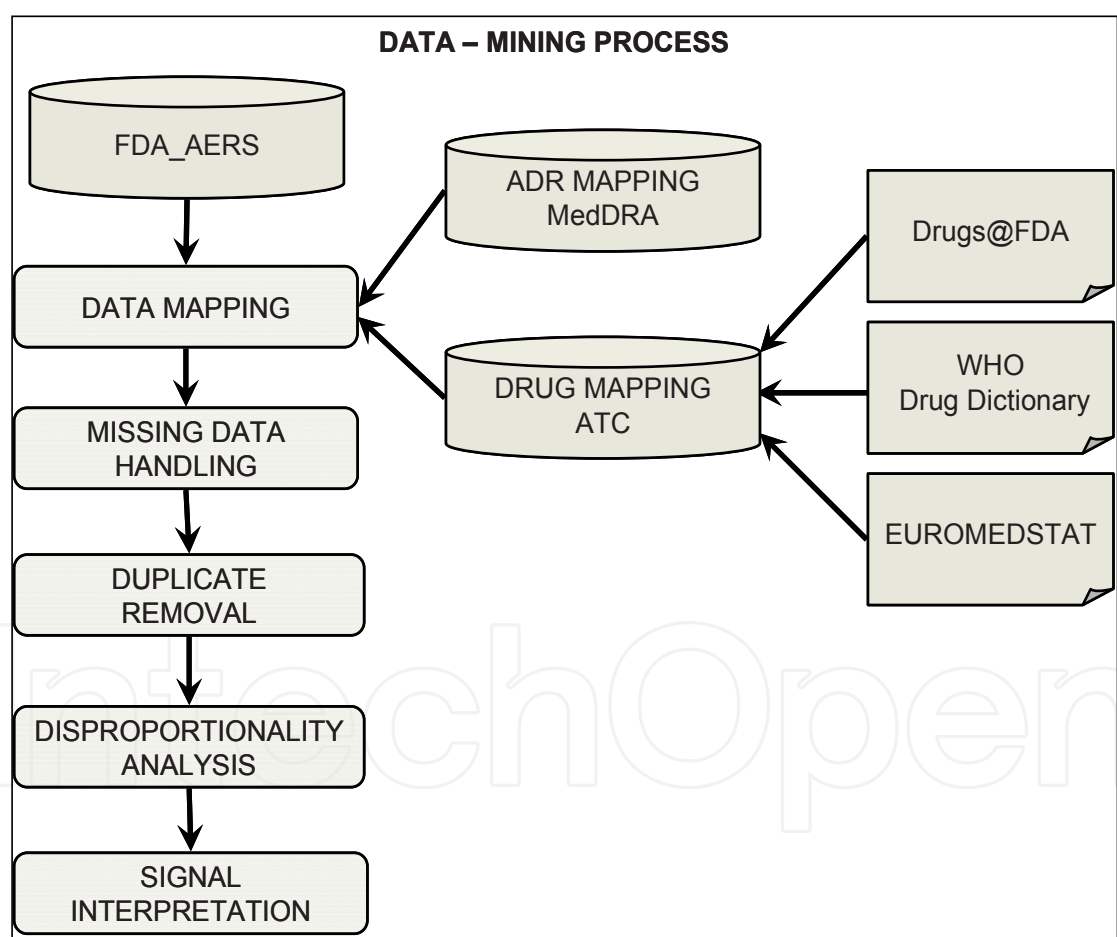 DATA – MINING PROCESS
FDA_AERS
ADR MAPPING
MedDRA
Drugs@FDA
DATA MAPPING
WHO
Drug Dictionary
DRUG MAPPING
ATC
MISSING DATA
HANDLING
EUROMEDSTAT
DUPLICATE
REMOVAL
IntechOpen
DISPROPORTIONALITY
ANALYSIS
SIGNAL
INTERPRETATION